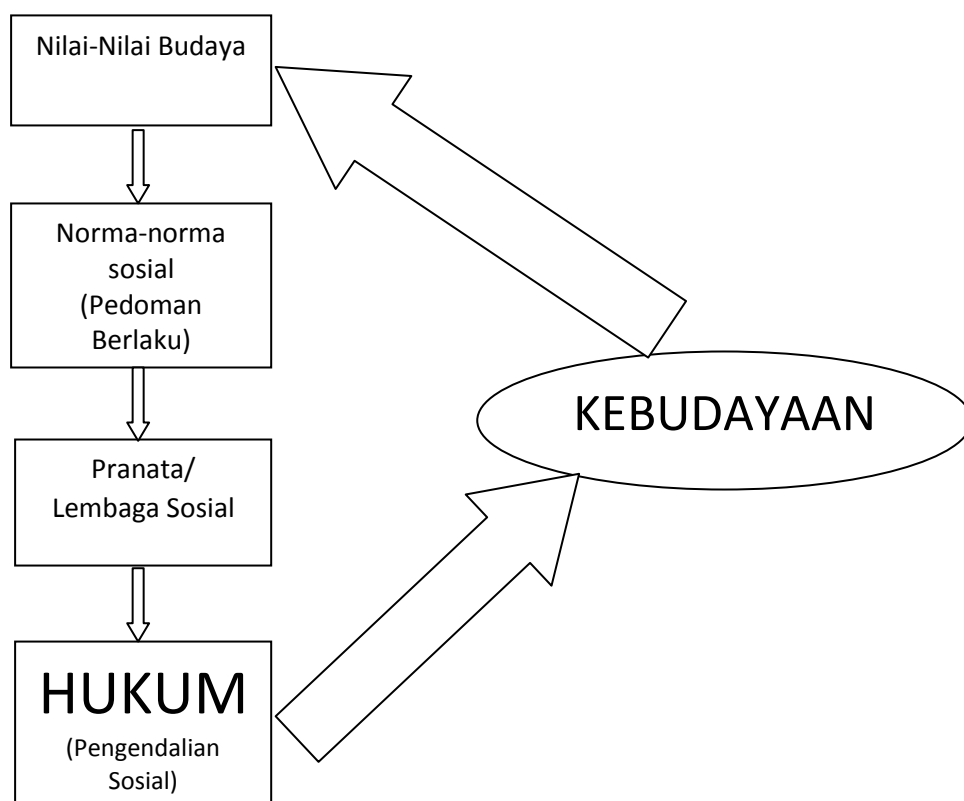 Nilai-Nilai Budaya
Norma-norma
sosial
(Pedoman
Berlaku)
Pranata/
Lembaga Sosial
HUKUM
(Pengendalian
Sosial)
KEBUDAYAAN